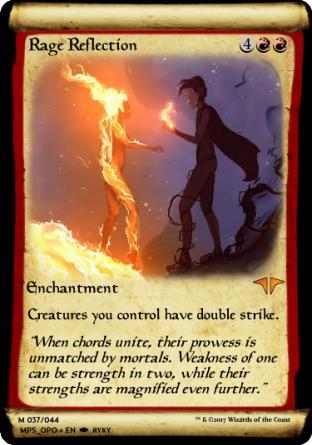 Rage Reflection 4
Enchantment
Creatures you control have double strike.
"When chords unite, their prowess is
unmatched by mortals. Weakness of one
can be strength in two, while their
strengths are magnified even further."
M 037/044
MPS_OPO • EN RYKY
™ & ©2017 Wizards of the Coast